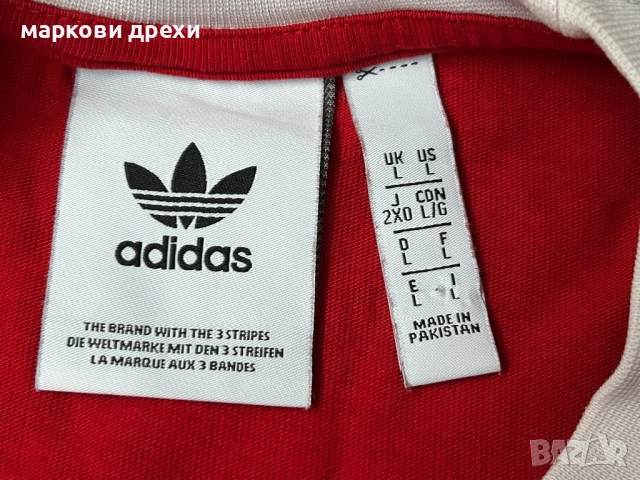 маркови дрехи
adidas
THE BRAND WITH THE 3 STRIPES
DIE WELTMARKE MIT DEN 3 STREIFEN
LA MARQUE AUX 3 BANDES
UK US
L L
J CDN
2XO L/G
D F
L L
E I
L L
MADE IN
PAKISTAN
BAZAR